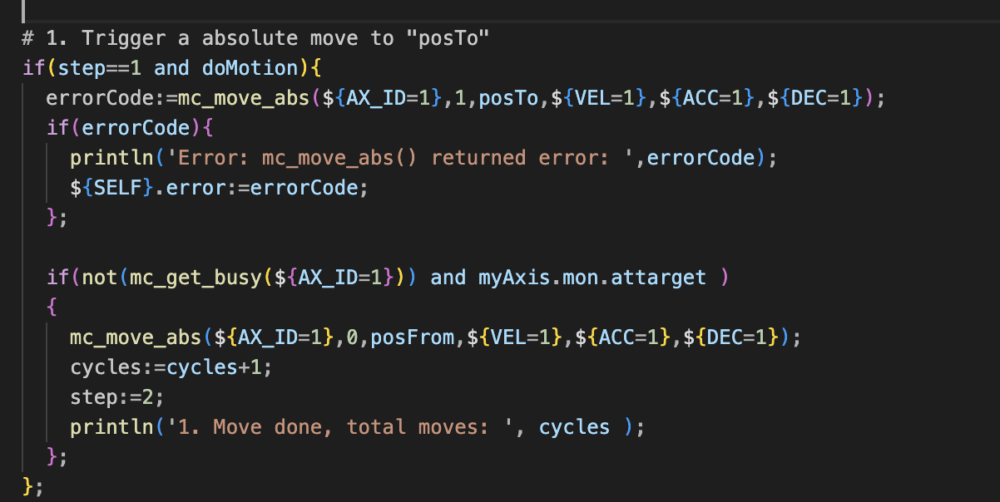 # 1. Trigger a absolute move to "posTo"
if(step==1 and doMotion){
  errorCode:=mc_move_abs(${AX_ID=1},1,posTo,${VEL=1},${ACC=1},${DEC=1});
  if(errorCode){
    println('Error: mc_move_abs() returned error: ',errorCode);
    ${SELF}.error:=errorCode;
  };

  if(not(mc_get_busy(${AX_ID=1})) and myAxis.mon.attarget )
  {
    mc_move_abs(${AX_ID=1},0,posFrom,${VEL=1},${ACC=1},${DEC=1});
    cycles:=cycles+1;
    step:=2;
    println('1. Move done, total moves: ', cycles );
  };
};